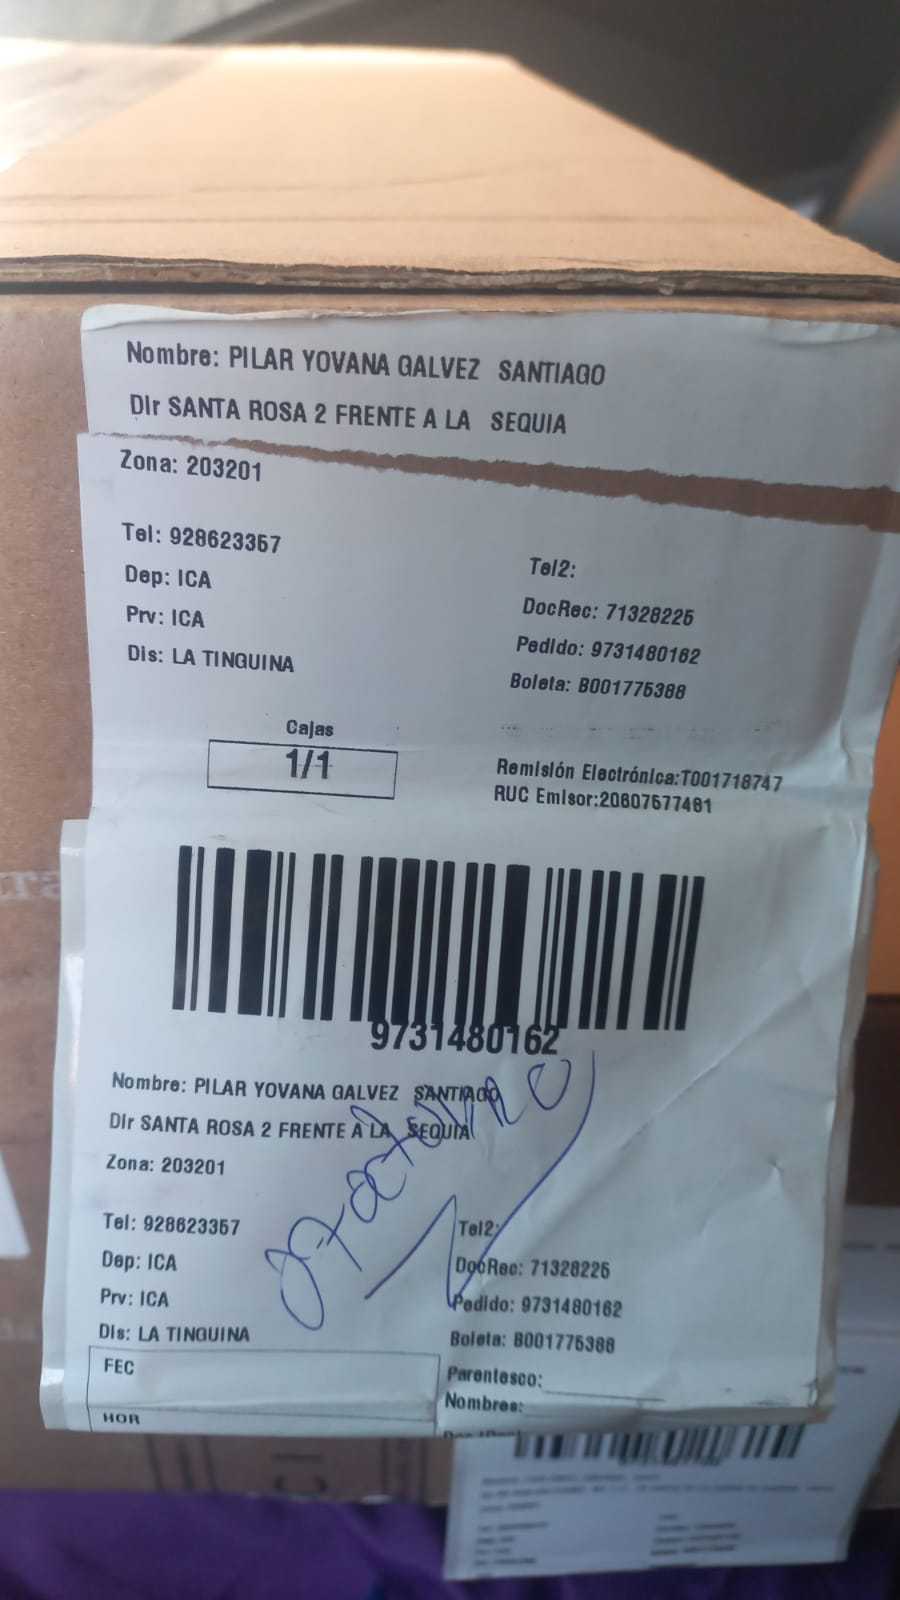 Nombre: PILAR YOVANA GALVEZ SANTIAGO
Dir SANTA ROSA 2 FRENTE A LA SEQUIA
Zona: 203201
Tel: 928623357
Tel2:
Dep: ICA
DocRec: 71328225
Prv: ICA
Pedido: 9731480162
Dis: LA TINGUINA
Boleta: B001775388
Cajas
1/1
Remisión Electrónica:T001718747
RUC Emisor:20607577481
9731480162
Nombre: PILAR YOVANA GALVEZ SANTIAGO
Dir SANTA ROSA 2 FRENTE A LA SEQUIA
Zona: 203201
07 octubre
Tel: 928623357
Tel2:
Dep: ICA
DocRec: 71328225
Prv: ICA
Pedido: 9731480162
Dis: LA TINGUINA
Boleta: B001775388
FEC
Parentesco:
Nombres:
HOR